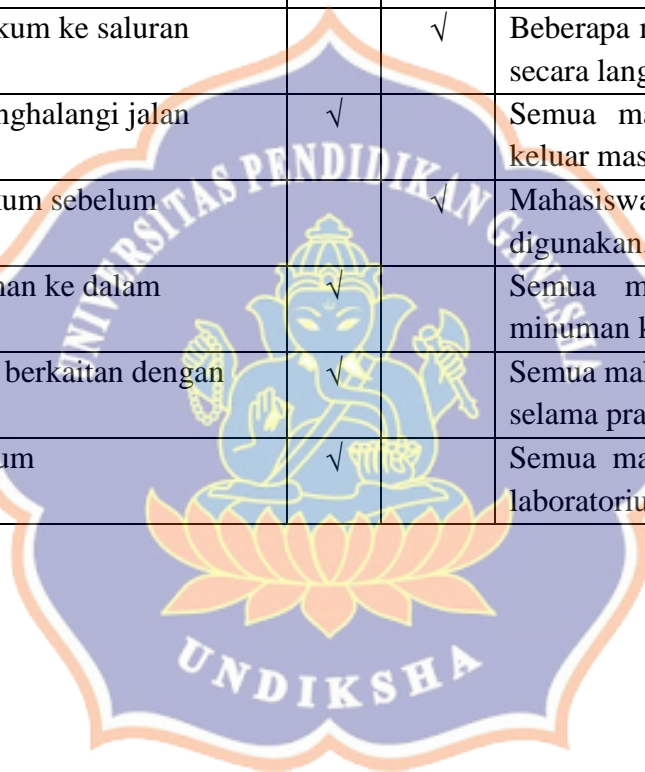 kum ke saluran √ Beberapa
secara lang
nghalangi jalan √ Semua ma
keluar mas
kum sebelum √ Mahasiswa
digunakan
nan ke dalam √ Semua m
minuman k
berkaitan dengan √ Semua mah
selama pra
um √ Semua ma
laboratoriu
UNIVERSITAS PENDIDIKAN GANESHA
UNDIKSHA